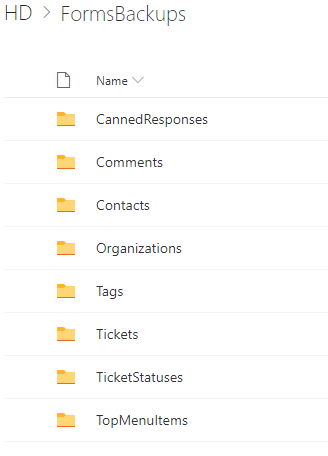 HD > FormsBackups
Name
CannedResponses
Comments
Contacts
Organizations
Tags
Tickets
TicketStatuses
TopMenuItems